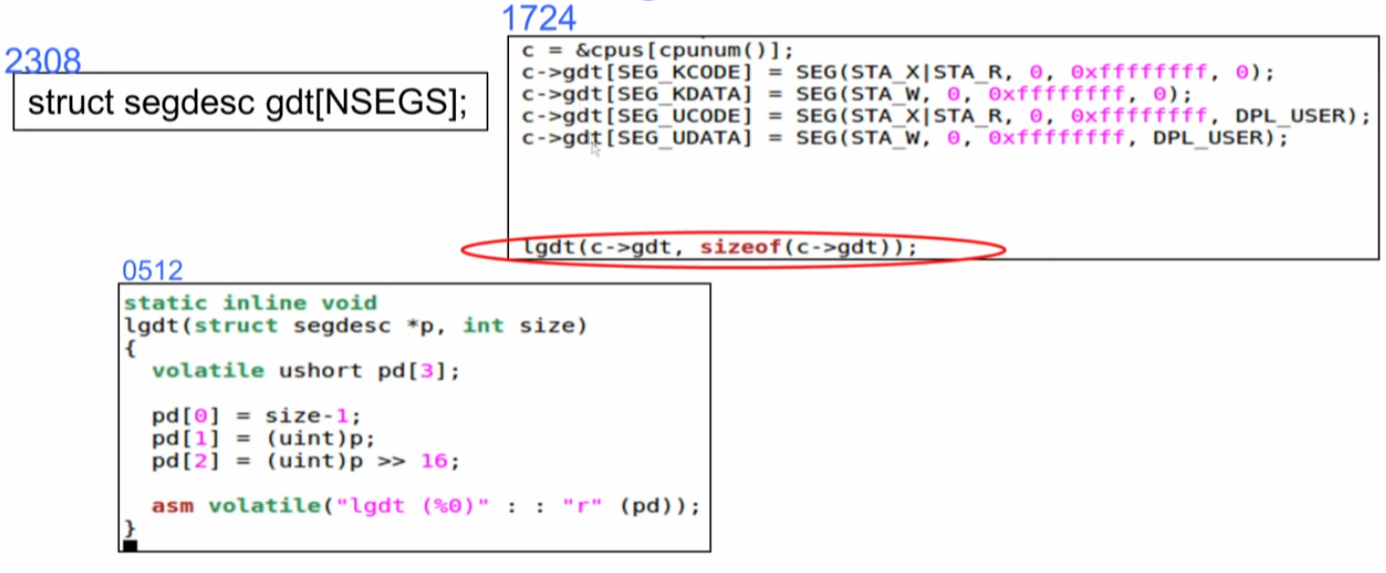 2308
struct segdesc gdt[NSEGS];
1724
c = &cpus[cpunum()];
c->gdt[SEG_KCODE] = SEG(STA_X|STA_R, 0, 0xffffffff, 0);
c->gdt[SEG_KDATA] = SEG(STA_W, 0, 0xffffffff, 0);
c->gdt[SEG_UCODE] = SEG(STA_X|STA_R, 0, 0xffffffff, DPL_USER);
c->gdt[SEG_UDATA] = SEG(STA_W, 0, 0xffffffff, DPL_USER);
lgdt(c->gdt, sizeof(c->gdt));
0512
static inline void
lgdt(struct segdesc *p, int size)
{
  volatile ushort pd[3];
  pd[0] = size-1;
  pd[1] = (uint)p;
  pd[2] = (uint)p >> 16;
  asm volatile("lgdt (%0)" : : "r" (pd));
}